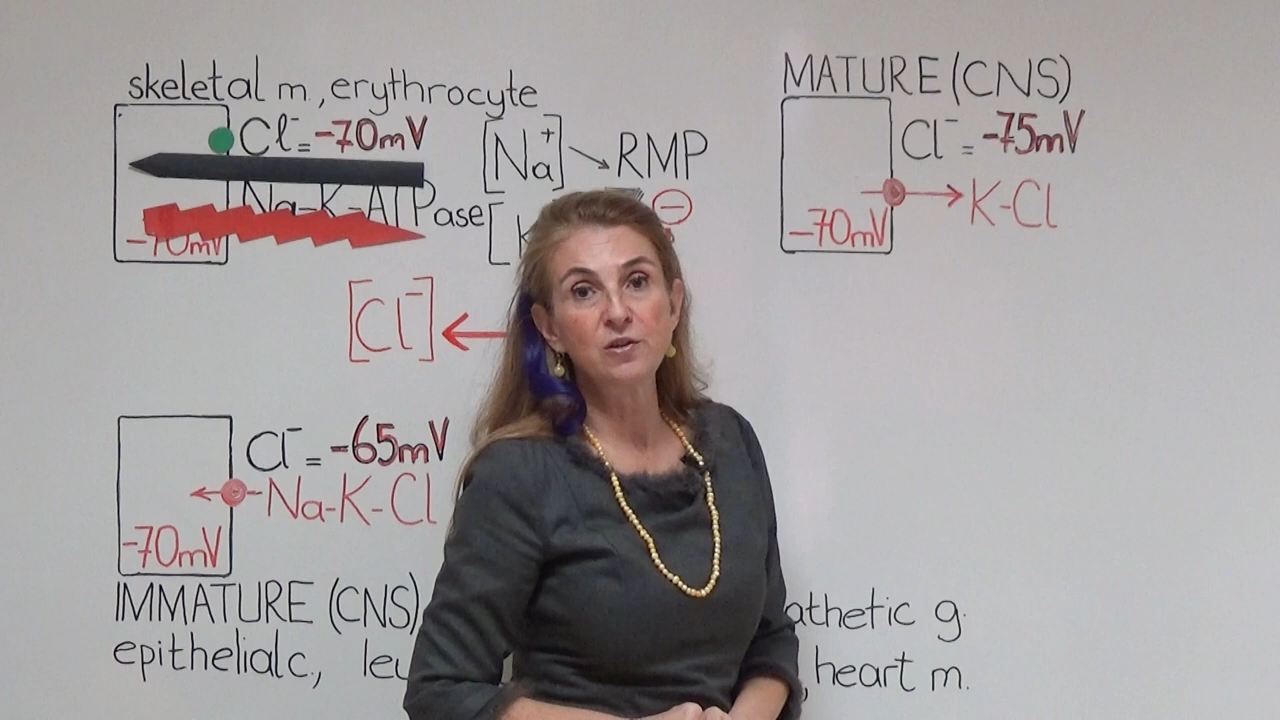 skeletal m., erythrocyte
Cl⁻= -70mV
[Na⁺] → RMP
Na-K-ATPase
-70mV
[Cl⁻] ←
MATURE (CNS)
Cl⁻= -75mV
K-Cl
-70mV
Cl⁻= -65mV
Na-K-Cl
-70mV
IMMATURE (CNS)
epithelial c., heart m.